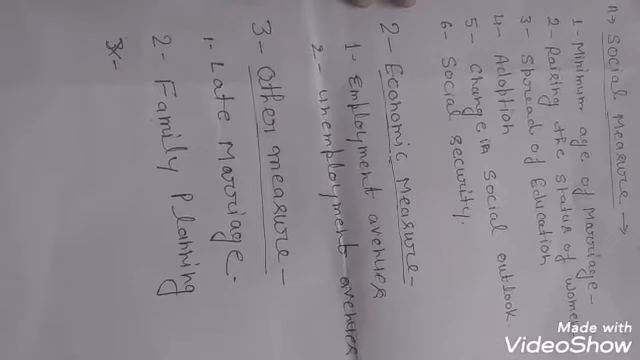 1 → Social Measure →
1 - Minimum age of Marriage -
2 - Raising the Status of women
3 - Spread of Education
4 - Adoption
5 - Change in Social outlook.
6 - Social Security.
2 - Economic Measure -
1 - Employment avenues
2 - unemployment avenues
3 - Other measure -
1. Late Marriage.
2 - Family Planning
3 -
Made with
VideoShow